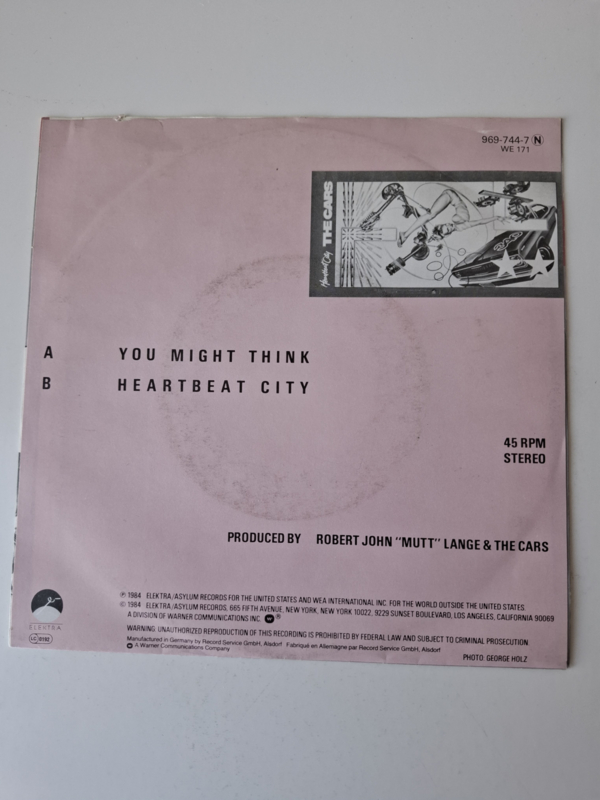 969-744-7 N
WE 171
Heartbeat City THE CARS
A YOU MIGHT THINK
B HEARTBEAT CITY
45 RPM
STEREO
PRODUCED BY ROBERT JOHN "MUTT" LANGE & THE CARS
℗ 1984 ELEKTRA/ASYLUM RECORDS FOR THE UNITED STATES AND WEA INTERNATIONAL INC. FOR THE WORLD OUTSIDE THE UNITED STATES.
© 1984 ELEKTRA/ASYLUM RECORDS, 665 FIFTH AVENUE, NEW YORK, NEW YORK 10022. 9229 SUNSET BOULEVARD, LOS ANGELES, CALIFORNIA 90069
A DIVISION OF WARNER COMMUNICATIONS INC. ®
WARNING: UNAUTHORIZED REPRODUCTION OF THIS RECORDING IS PROHIBITED BY FEDERAL LAW AND SUBJECT TO CRIMINAL PROSECUTION.
Manufactured in Germany by Record Service GmbH, Alsdorf Fabriqué en Allemagne par Record Service GmbH, Alsdorf
A Warner Communications Company
PHOTO: GEORGE HOLZ
ELEKTRA
LC 0192